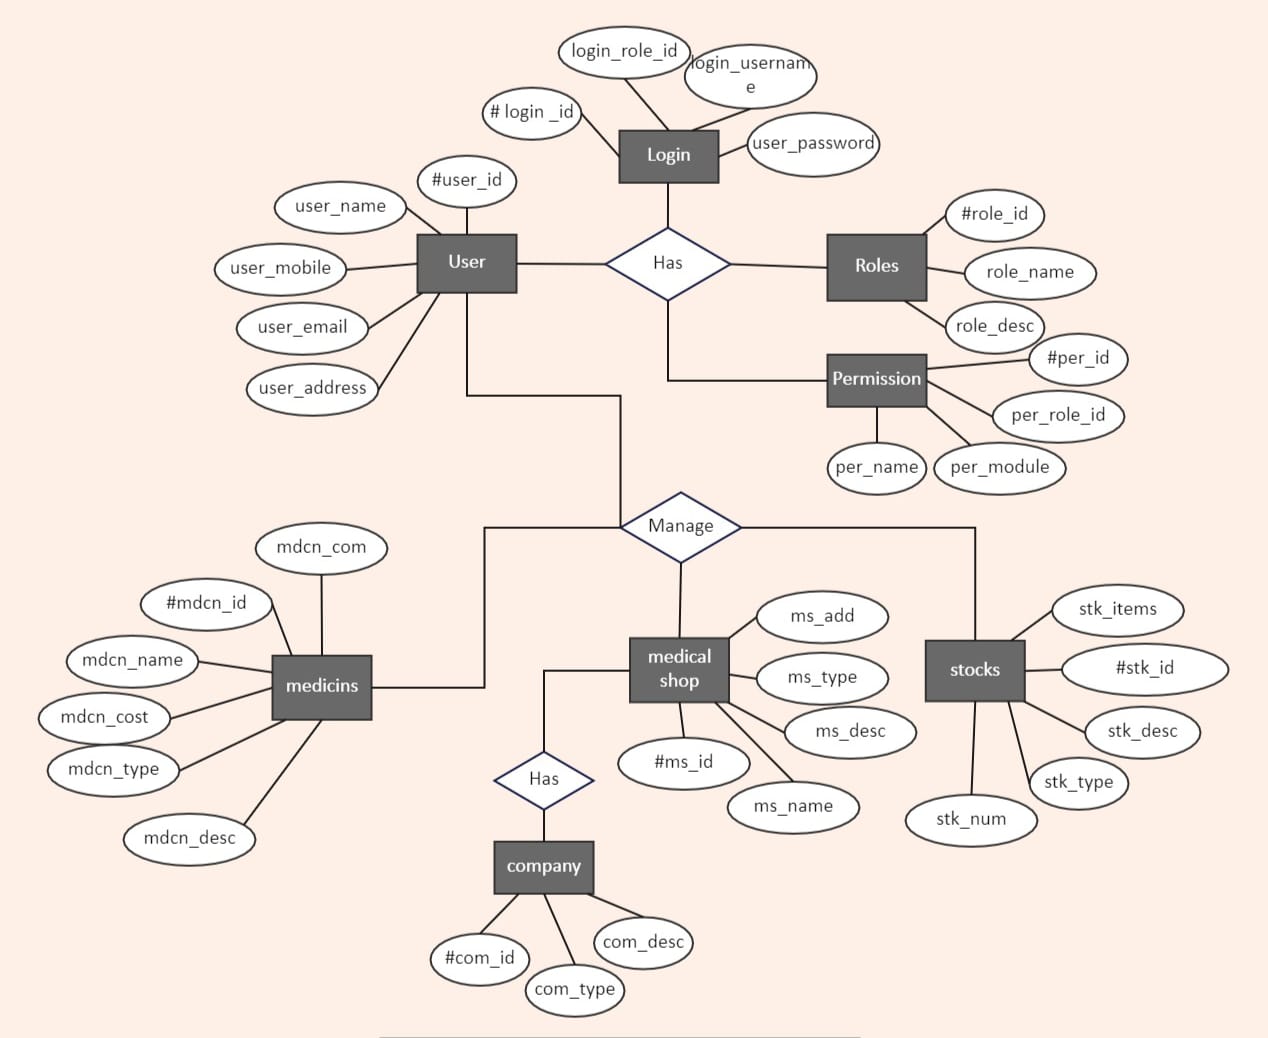 login_role_id
login_usernam
e
# login _id
user_password
Login
#user_id
user_name
#role_id
User
Has
Roles
user_mobile
role_name
user_email
role_desc
#per_id
Permission
user_address
per_role_id
per_name
per_module
Manage
mdcn_com
#mdcn_id
stk_items
ms_add
mdcn_name
medical
shop
stocks
#stk_id
medicins
ms_type
mdcn_cost
ms_desc
stk_desc
mdcn_type
#ms_id
Has
stk_type
ms_name
stk_num
mdcn_desc
company
com_desc
#com_id
com_type